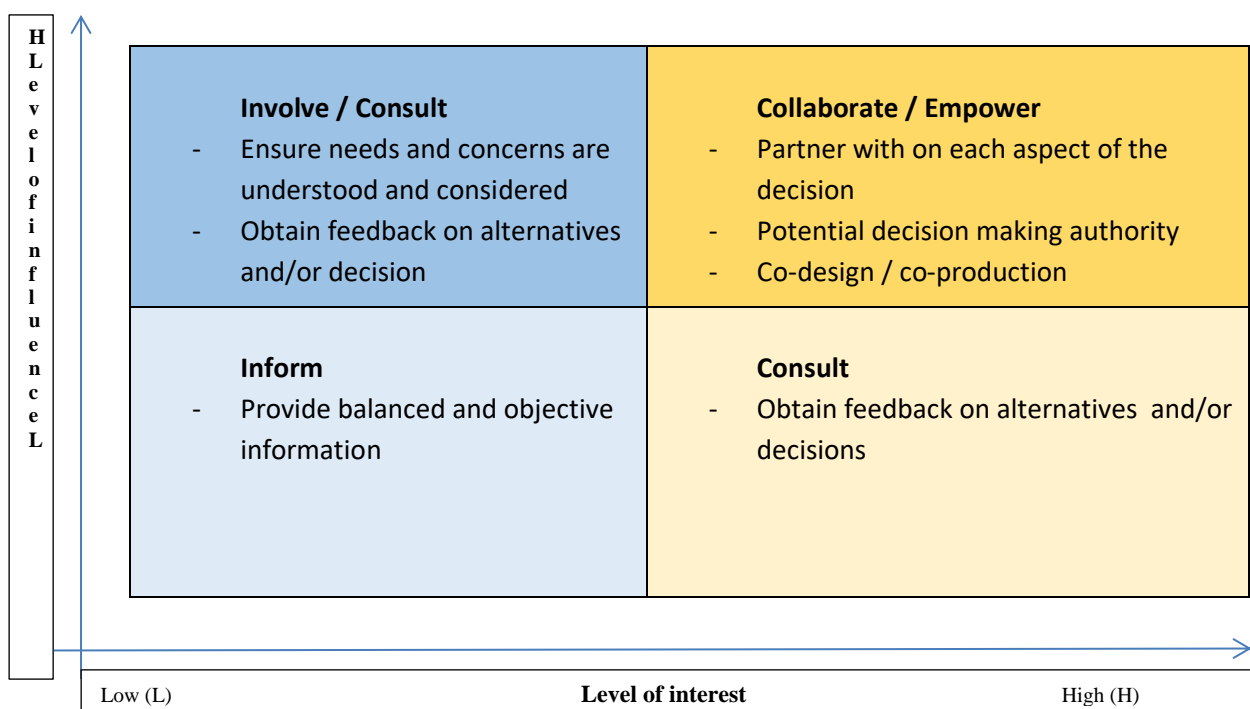 H
L
e
v
e
l
o
f
i
n
f
l
u
e
n
c
e
L
Involve / Consult
- Ensure needs and concerns are
understood and considered
- Obtain feedback on alternatives
and/or decision
Collaborate / Empower
- Partner with on each aspect of the
decision
- Potential decision making authority
- Co-design / co-production
Inform
- Provide balanced and objective
information
Consult
- Obtain feedback on alternatives  and/or
decisions
Low (L) Level of interest High (H)